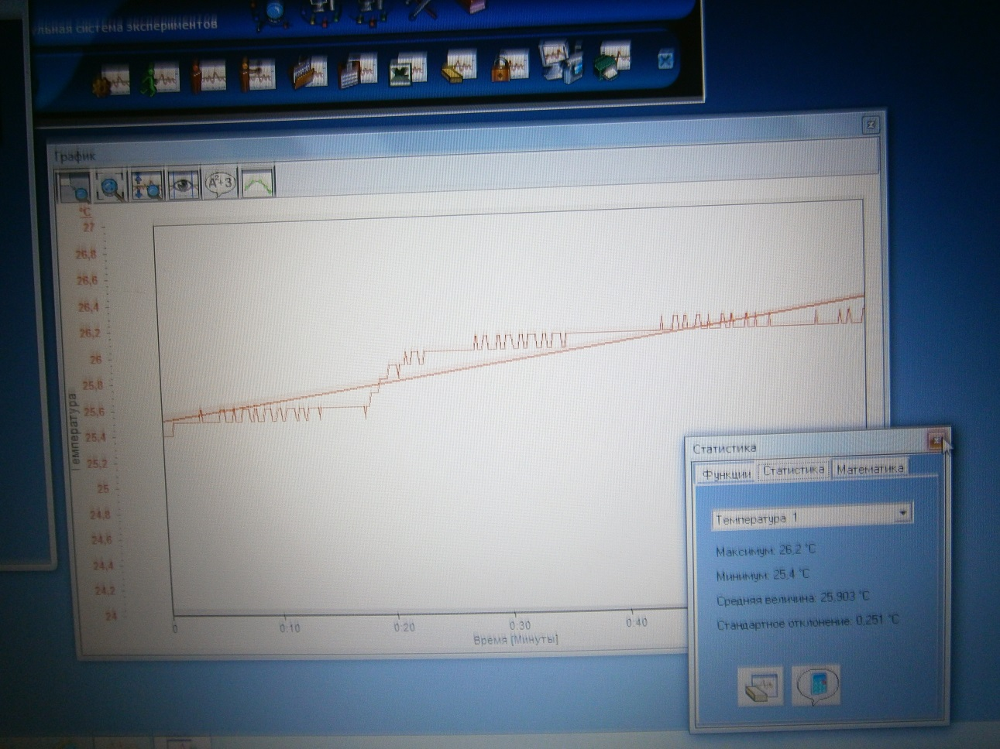 система экспериментов
График
A²+3
°C
27
26,8
26,6
26,4
26,2
26
25,8
25,6
25,4
25,2
25
24,8
24,6
24,4
24,2
24
Температура
0
0:10
0:20
0:30
0:40
Время [Минуты]
Статистика
Функции Статистика Математика
Температура 1
Максимум: 26,2 °C
Минимум: 25,4 °C
Средняя величина: 25,903 °C
Стандартное отклонение: 0,251 °C